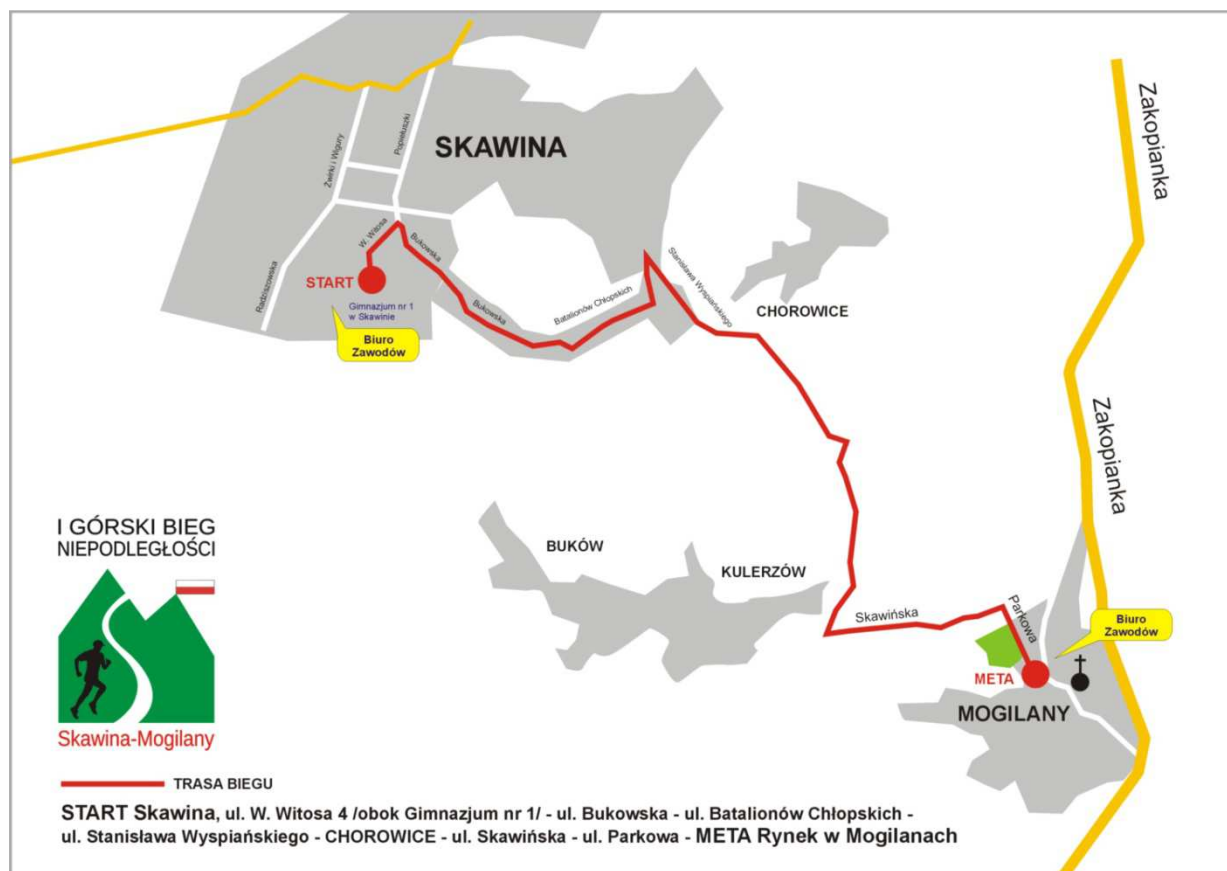 SKAWINA
Żwirki i Wigury
Popiełuszki
Radziszowska
W. Witosa
Bukowska
Bukowska
START
Gimnazjum nr 1
w Skawinie
Biuro
Zawodów
Batalionów Chłopskich
Stanisława Wyspiańskiego
CHOROWICE
Zakopianka
Zakopianka
BUKÓW
KULERZÓW
Skawińska
Parkowa
Biuro
Zawodów
META
MOGILANY
I GÓRSKI BIEG
NIEPODLEGŁOŚCI
Skawina-Mogilany
TRASA BIEGU
START Skawina, ul. W. Witosa 4 /obok Gimnazjum nr 1/ - ul. Bukowska - ul. Batalionów Chłopskich -
ul. Stanisława Wyspiańskiego - CHOROWICE - ul. Skawińska - ul. Parkowa - META Rynek w Mogilanach